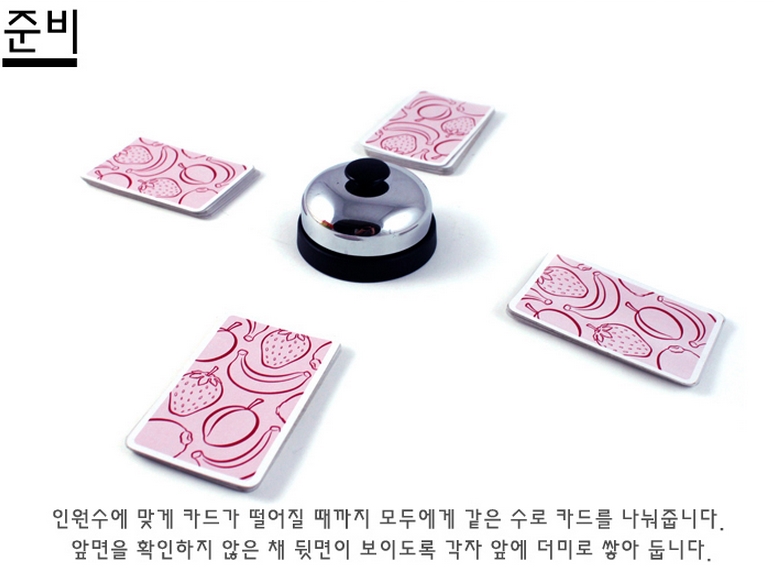 준비
인원수에 맞게 카드가 떨어질 때까지 모두에게 같은 수로 카드를 나눠줍니다.
앞면을 확인하지 않은 채 뒷면이 보이도록 각자 앞에 더미로 쌓아 둡니다.